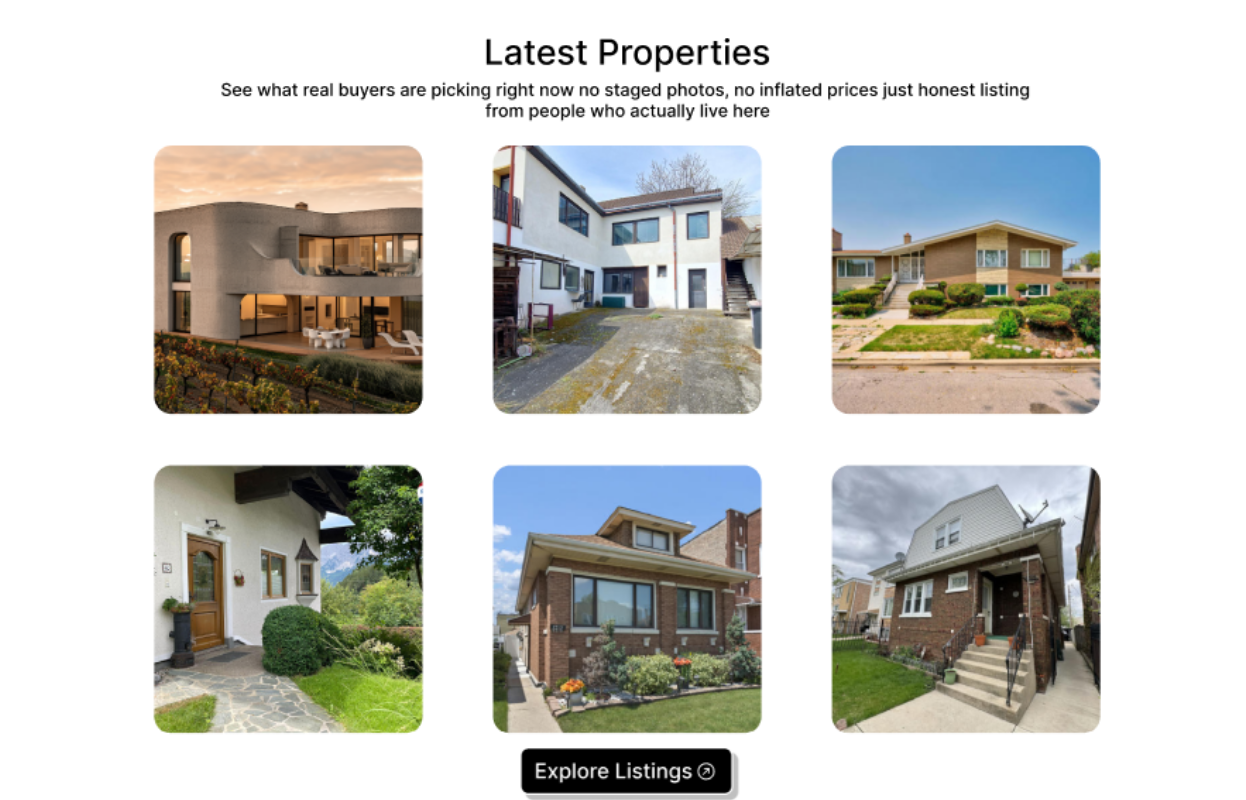 Latest Properties
See what real buyers are picking right now no staged photos, no inflated prices just honest listing
from people who actually live here
Explore Listings